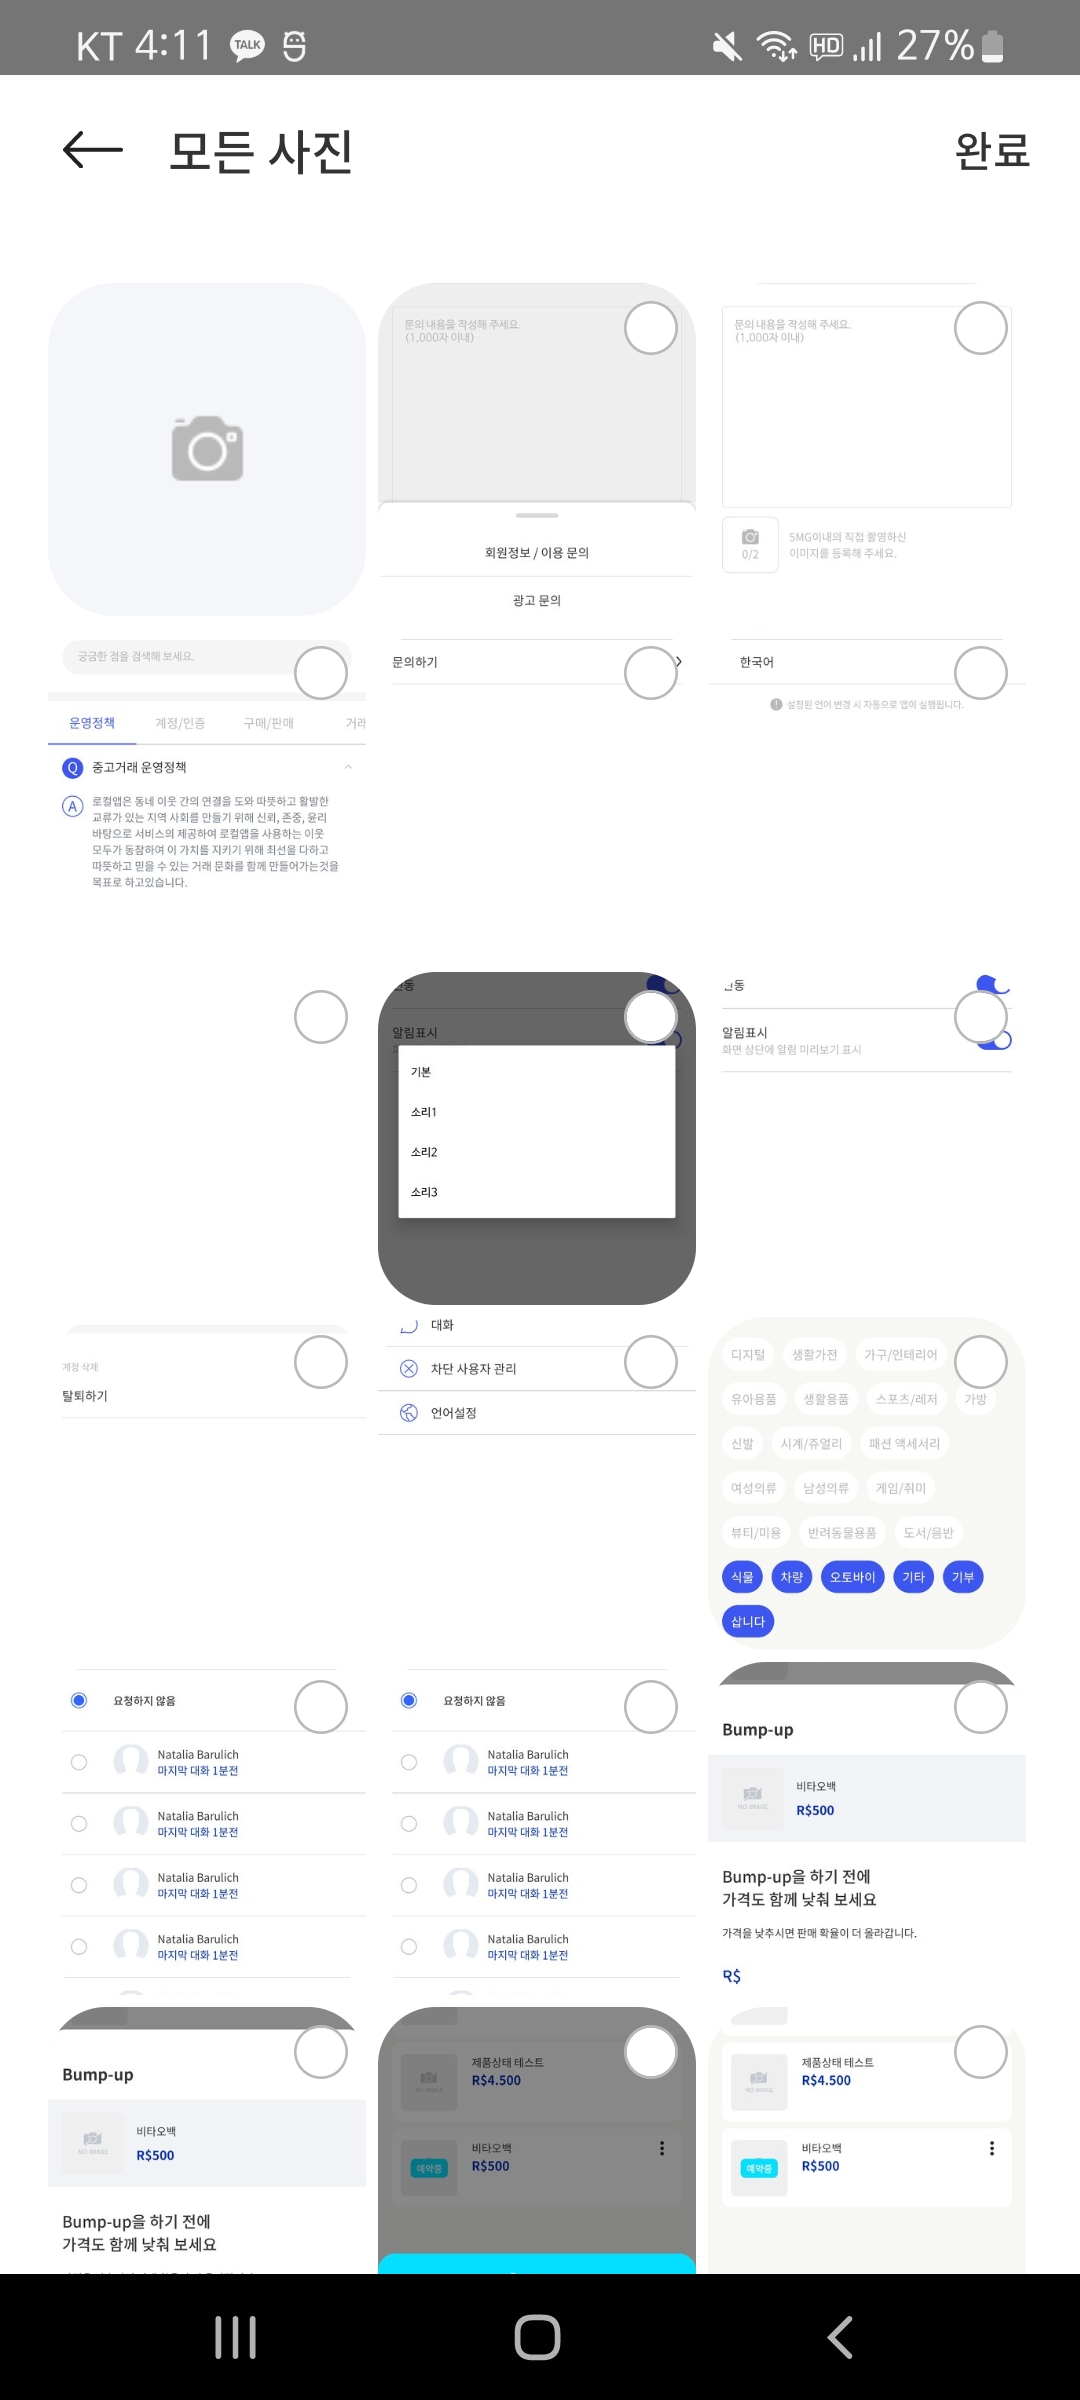 KT 4:11 TALK HD 27%
모든 사진
완료
문의 내용을 작성해 주세요.
(1,000자 이내)
회원정보 / 이용 문의
광고 문의
문의 내용을 작성해 주세요.
(1,000자 이내)
0/2
5MG이내의 직접 촬영하신
이미지를 등록해 주세요.
궁금한 점을 검색해 보세요.
운영정책 계정/인증 구매/판매 거래
Q 중고거래 운영정책
A 로컬앱은 동네 이웃 간의 연결을 도와 따뜻하고 활발한
교류가 있는 지역 사회를 만들기 위해 신뢰, 존중, 윤리
바탕으로 서비스의 제공하여 로컬앱을 사용하는 이웃
모두가 동참하여 이 가치를 지키기 위해 최선을 다하고
따뜻하고 믿을 수 있는 거래 문화를 함께 만들어가는것을
목표로 하고있습니다.
문의하기
한국어
설정된 언어 변경 시 자동으로 앱이 실행됩니다.
알림표시
기본
소리1
소리2
소리3
알림표시
화면 상단에 알림 미리보기 표시
계정 삭제
탈퇴하기
대화
차단 사용자 관리
언어설정
디지털 생활가전 가구/인테리어
유아용품 생활용품 스포츠/레저 가방
신발 시계/쥬얼리 패션 액세서리
여성의류 남성의류 게임/취미
뷰티/미용 반려동물용품 도서/음반
식물 차량 오토바이 기타 기부
삽니다
요청하지 않음
Natalia Barulich
마지막 대화 1분전
Natalia Barulich
마지막 대화 1분전
Natalia Barulich
마지막 대화 1분전
Natalia Barulich
마지막 대화 1분전
요청하지 않음
Natalia Barulich
마지막 대화 1분전
Natalia Barulich
마지막 대화 1분전
Natalia Barulich
마지막 대화 1분전
Natalia Barulich
마지막 대화 1분전
Bump-up
NO IMAGE
비타오백
R$500
Bump-up을 하기 전에
가격도 함께 낮춰 보세요
가격을 낮추시면 판매 확율이 더 올라갑니다.
R$
Bump-up
NO IMAGE
비타오백
R$500
Bump-up을 하기 전에
가격도 함께 낮춰 보세요
NO IMAGE
제품상태 테스트
R$4.500
예약중
비타오백
R$500
NO IMAGE
제품상태 테스트
R$4.500
예약중
비타오백
R$500